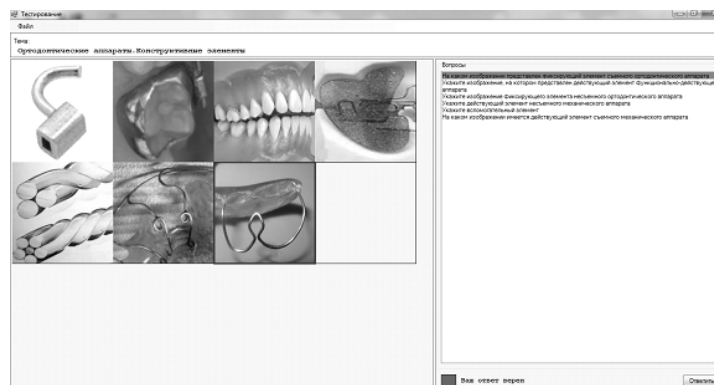 Тестирование
Файл
Тема:
Ортодонтические аппараты.Конструктивные элементы
Вопросы
На каком изображении представлен фиксирующий элемент съемного ортодонтического аппарата
Укажите изображение, на котором представлен действующий элемент функционально-действующего
аппарата
Укажите изображение фиксирующего элемента несъемного ортодонтического аппарата
Укажите действующий элемент несъемного механического аппарата
Укажите вспомогательный элемент
На каком изображении имеется действующий элемент съемного механического аппарата
Ваш ответ верен
Ответить